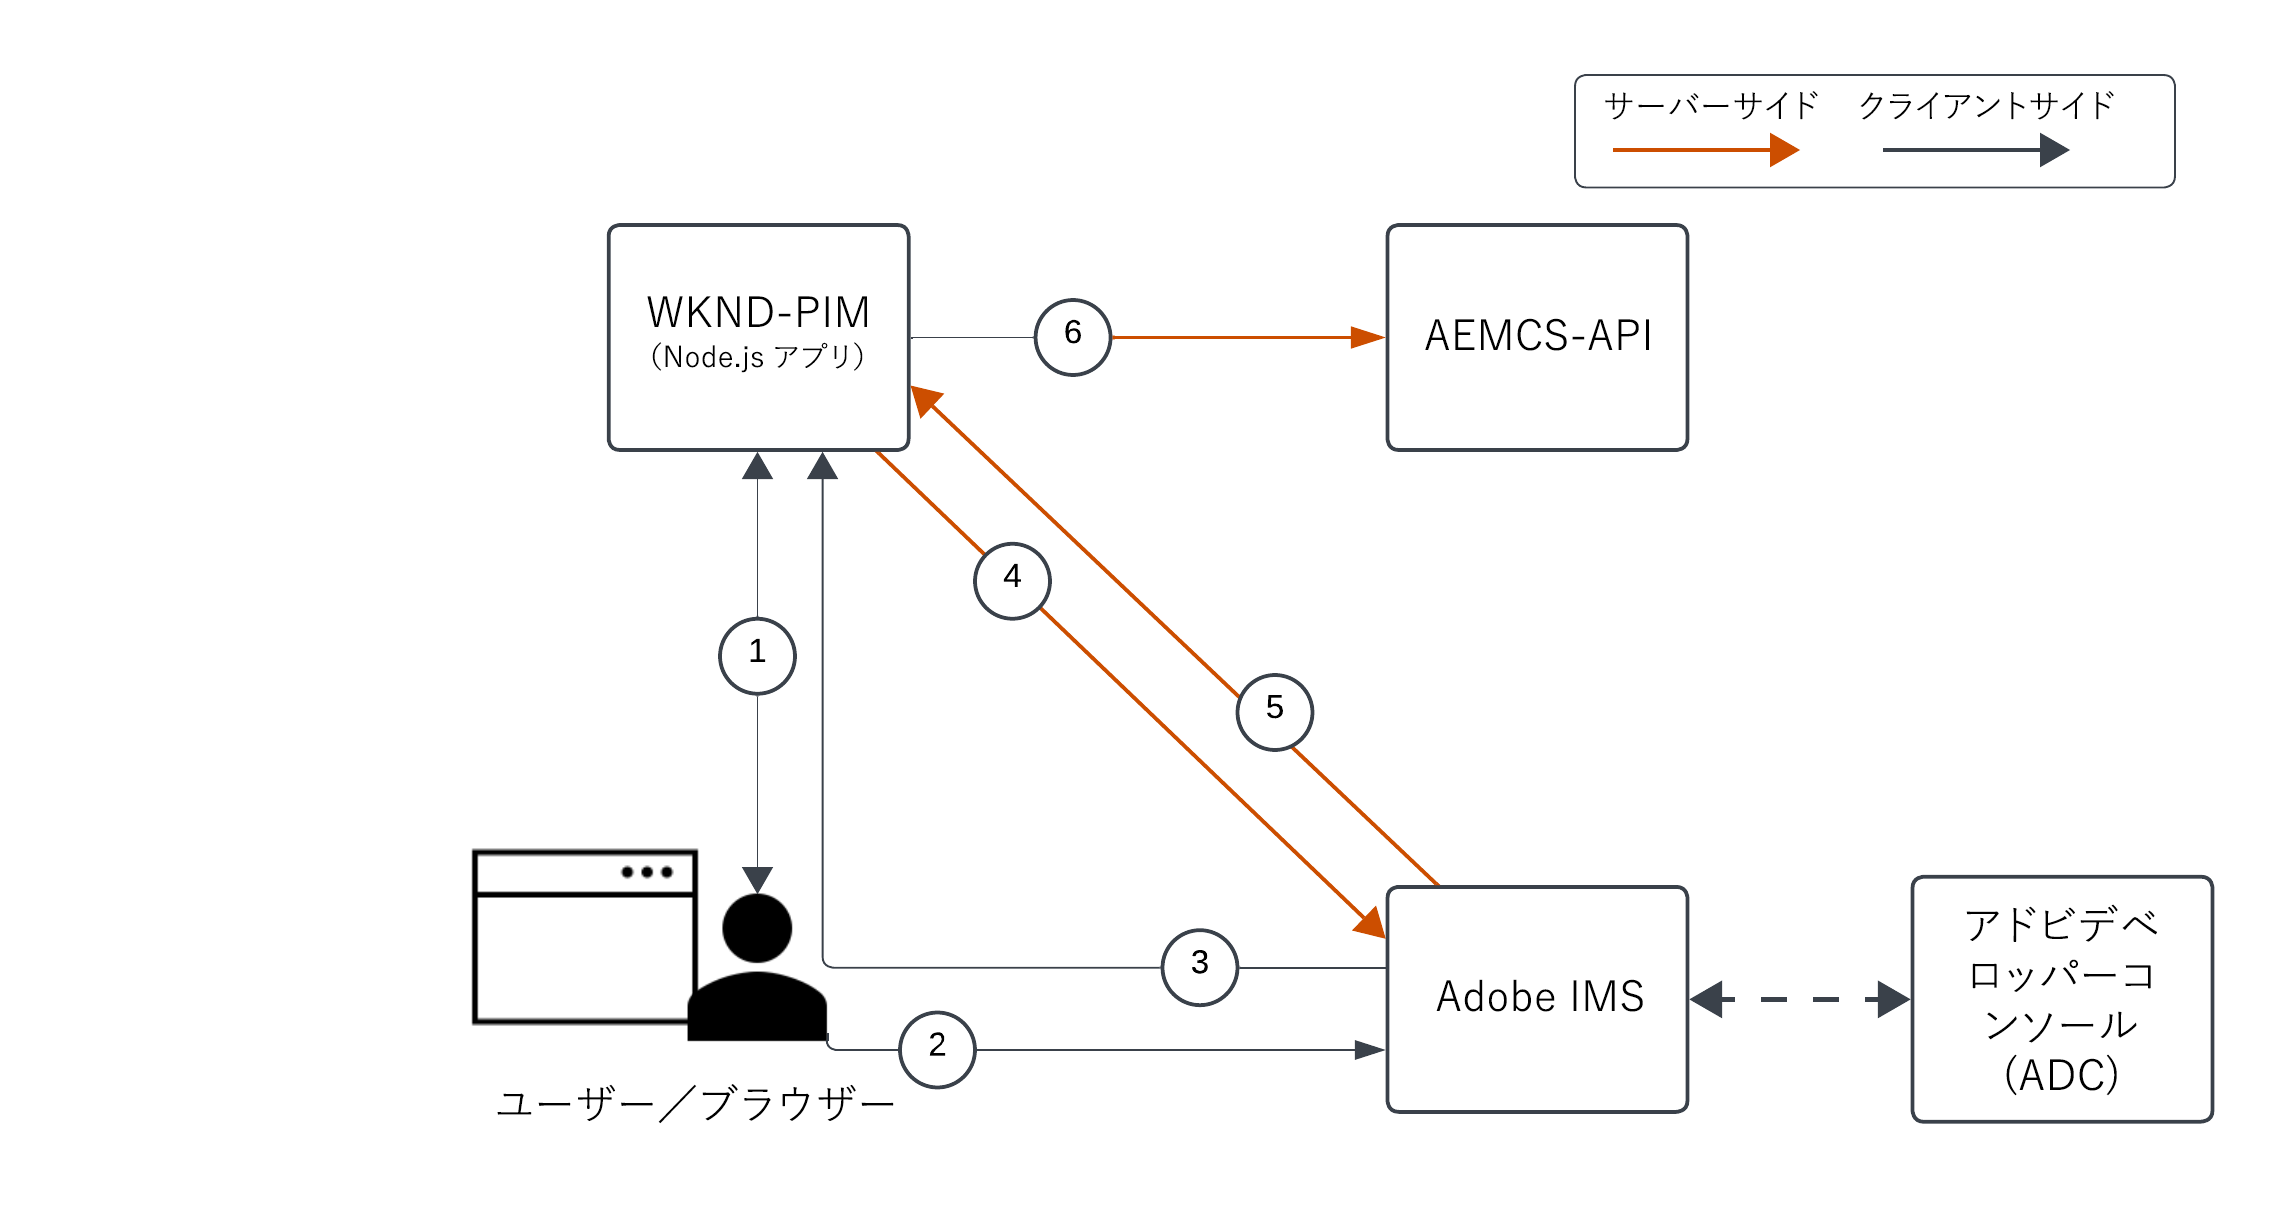 サーバーサイド
クライアントサイド
WKND-PIM
（Node.js アプリ）
6
AEMCS-API
4
1
5
3
2
Adobe IMS
アドビデベ
ロッパーコ
ンソール
（ADC）
ユーザー／ブラウザー